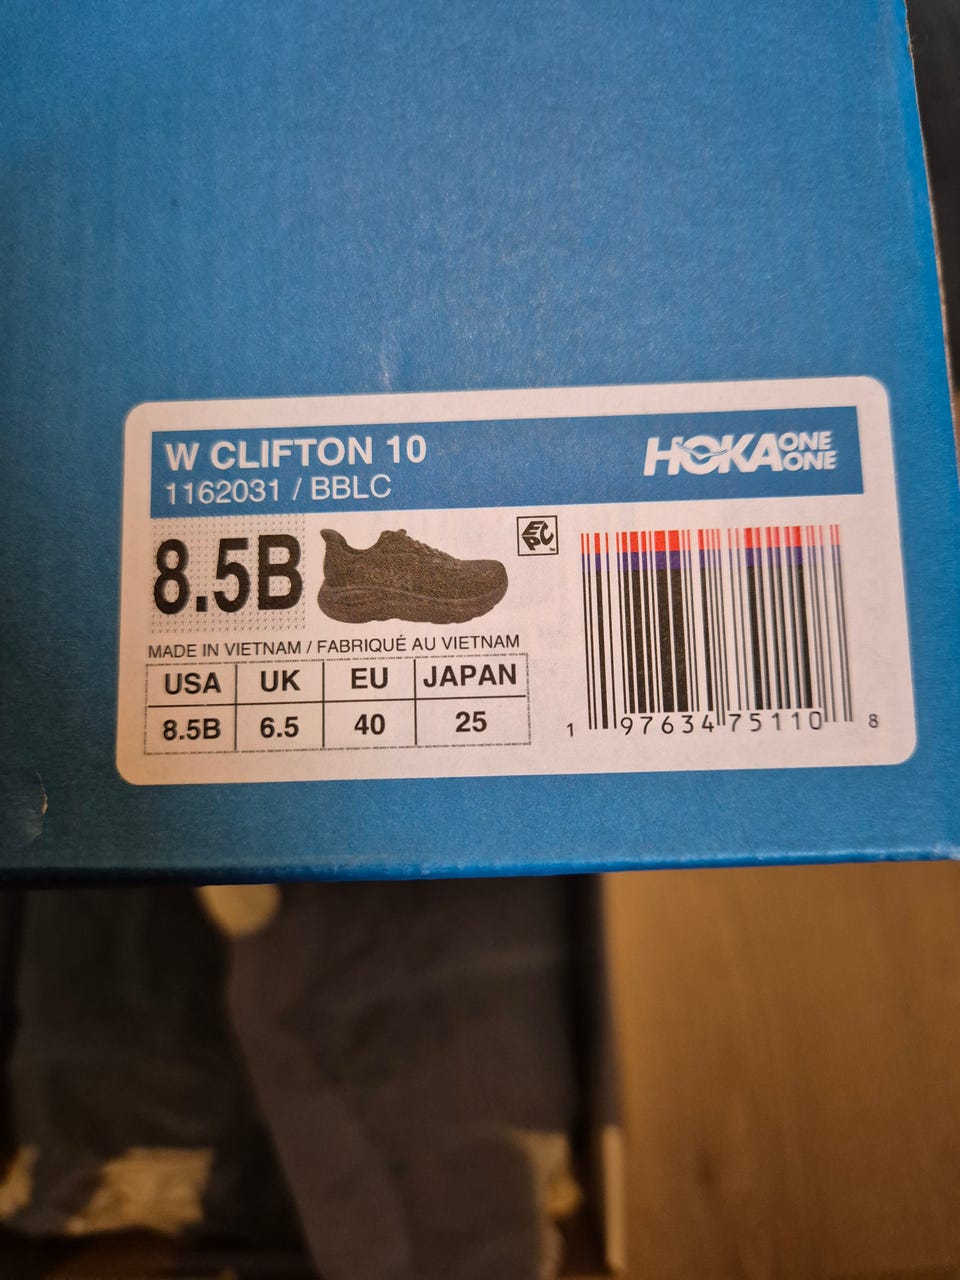 W CLIFTON 10
1162031 / BBLC
HOKA ONE ONE
8.5B
EPC
MADE IN VIETNAM / FABRIQUÉ AU VIETNAM
USA UK EU JAPAN
8.5B 6.5 40 25
1 97634 75110 8